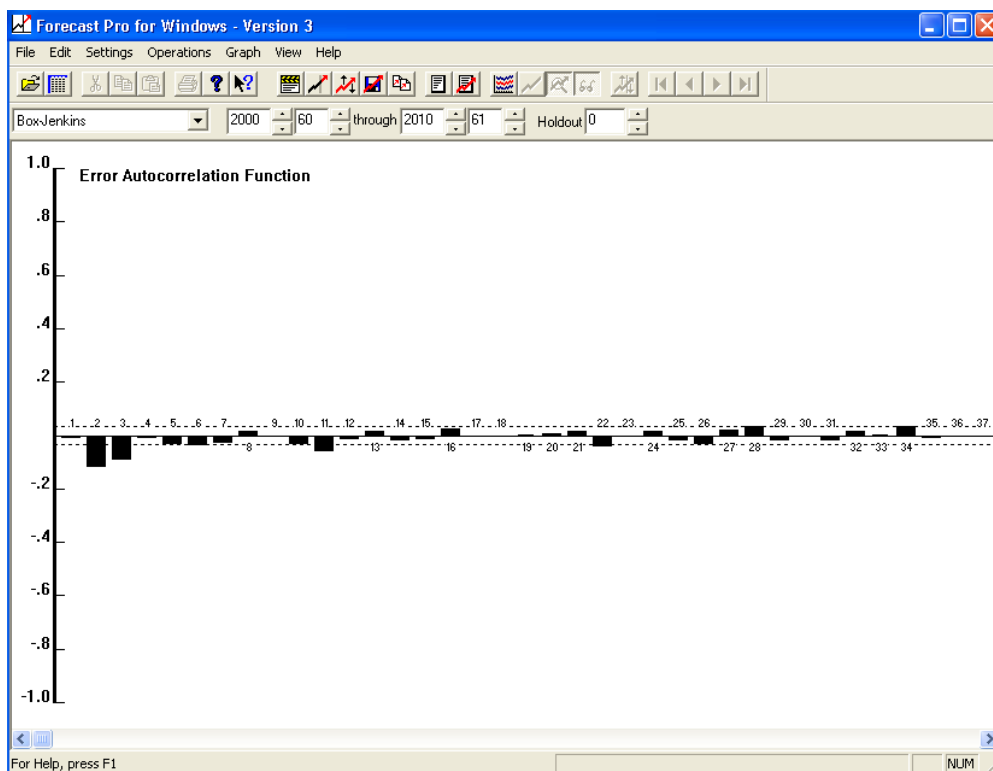 Forecast Pro for Windows - Version 3
File Edit Settings Operations Graph View Help
Box-Jenkins 2000 60 through 2010 61 Holdout 0
Error Autocorrelation Function
1.0
.8
.6
.4
.2
1 2 3 4 5 6 7 10 11 12 14 15 17 18 22 23 25 26 29 30 31 35 36 37
8 9 13 16 19 20 21 24 27 28 32 33 34
-.2
-.4
-.6
-.8
-1.0
For Help, press F1 NUM